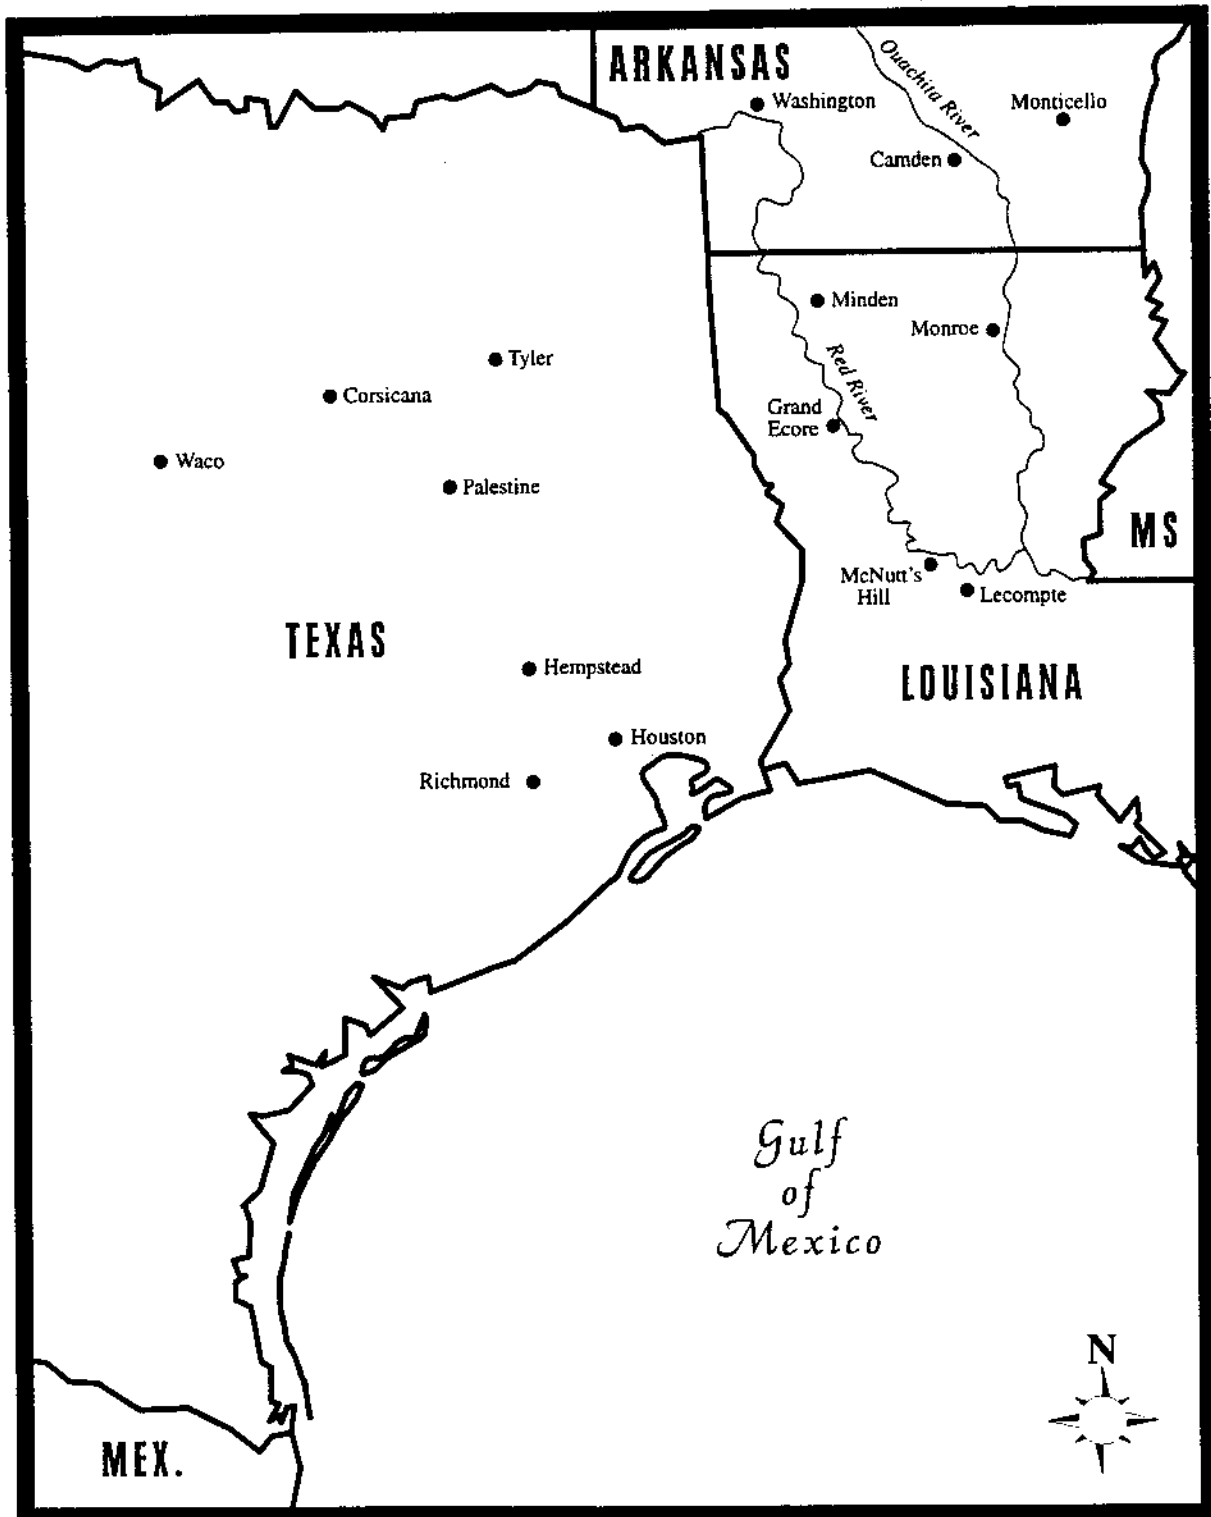 ARKANSAS
Ouachita River
Washington
Monticello
Camden
Minden
Monroe
Red River
Tyler
Corsicana
Grand
Ecore
Waco
Palestine
MS
McNutt's
Hill
Lecompte
TEXAS
Hempstead
LOUISIANA
Houston
Richmond
Gulf
of
Mexico
N
MEX.